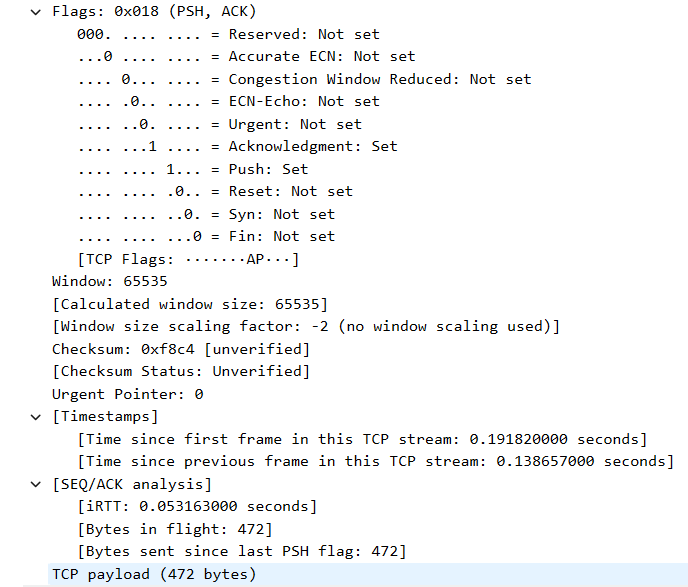 Flags: 0x018 (PSH, ACK)
000. .... .... = Reserved: Not set
...0 .... .... = Accurate ECN: Not set
.... 0... .... = Congestion Window Reduced: Not set
.... .0.. .... = ECN-Echo: Not set
.... ..0. .... = Urgent: Not set
.... ...1 .... = Acknowledgment: Set
.... .... 1... = Push: Set
.... .... .0.. = Reset: Not set
.... .... ..0. = Syn: Not set
.... .... ...0 = Fin: Not set
[TCP Flags: ·······AP···]
Window: 65535
[Calculated window size: 65535]
[Window size scaling factor: -2 (no window scaling used)]
Checksum: 0xf8c4 [unverified]
[Checksum Status: Unverified]
Urgent Pointer: 0
[Timestamps]
[Time since first frame in this TCP stream: 0.191820000 seconds]
[Time since previous frame in this TCP stream: 0.138657000 seconds]
[SEQ/ACK analysis]
[iRTT: 0.053163000 seconds]
[Bytes in flight: 472]
[Bytes sent since last PSH flag: 472]
TCP payload (472 bytes)